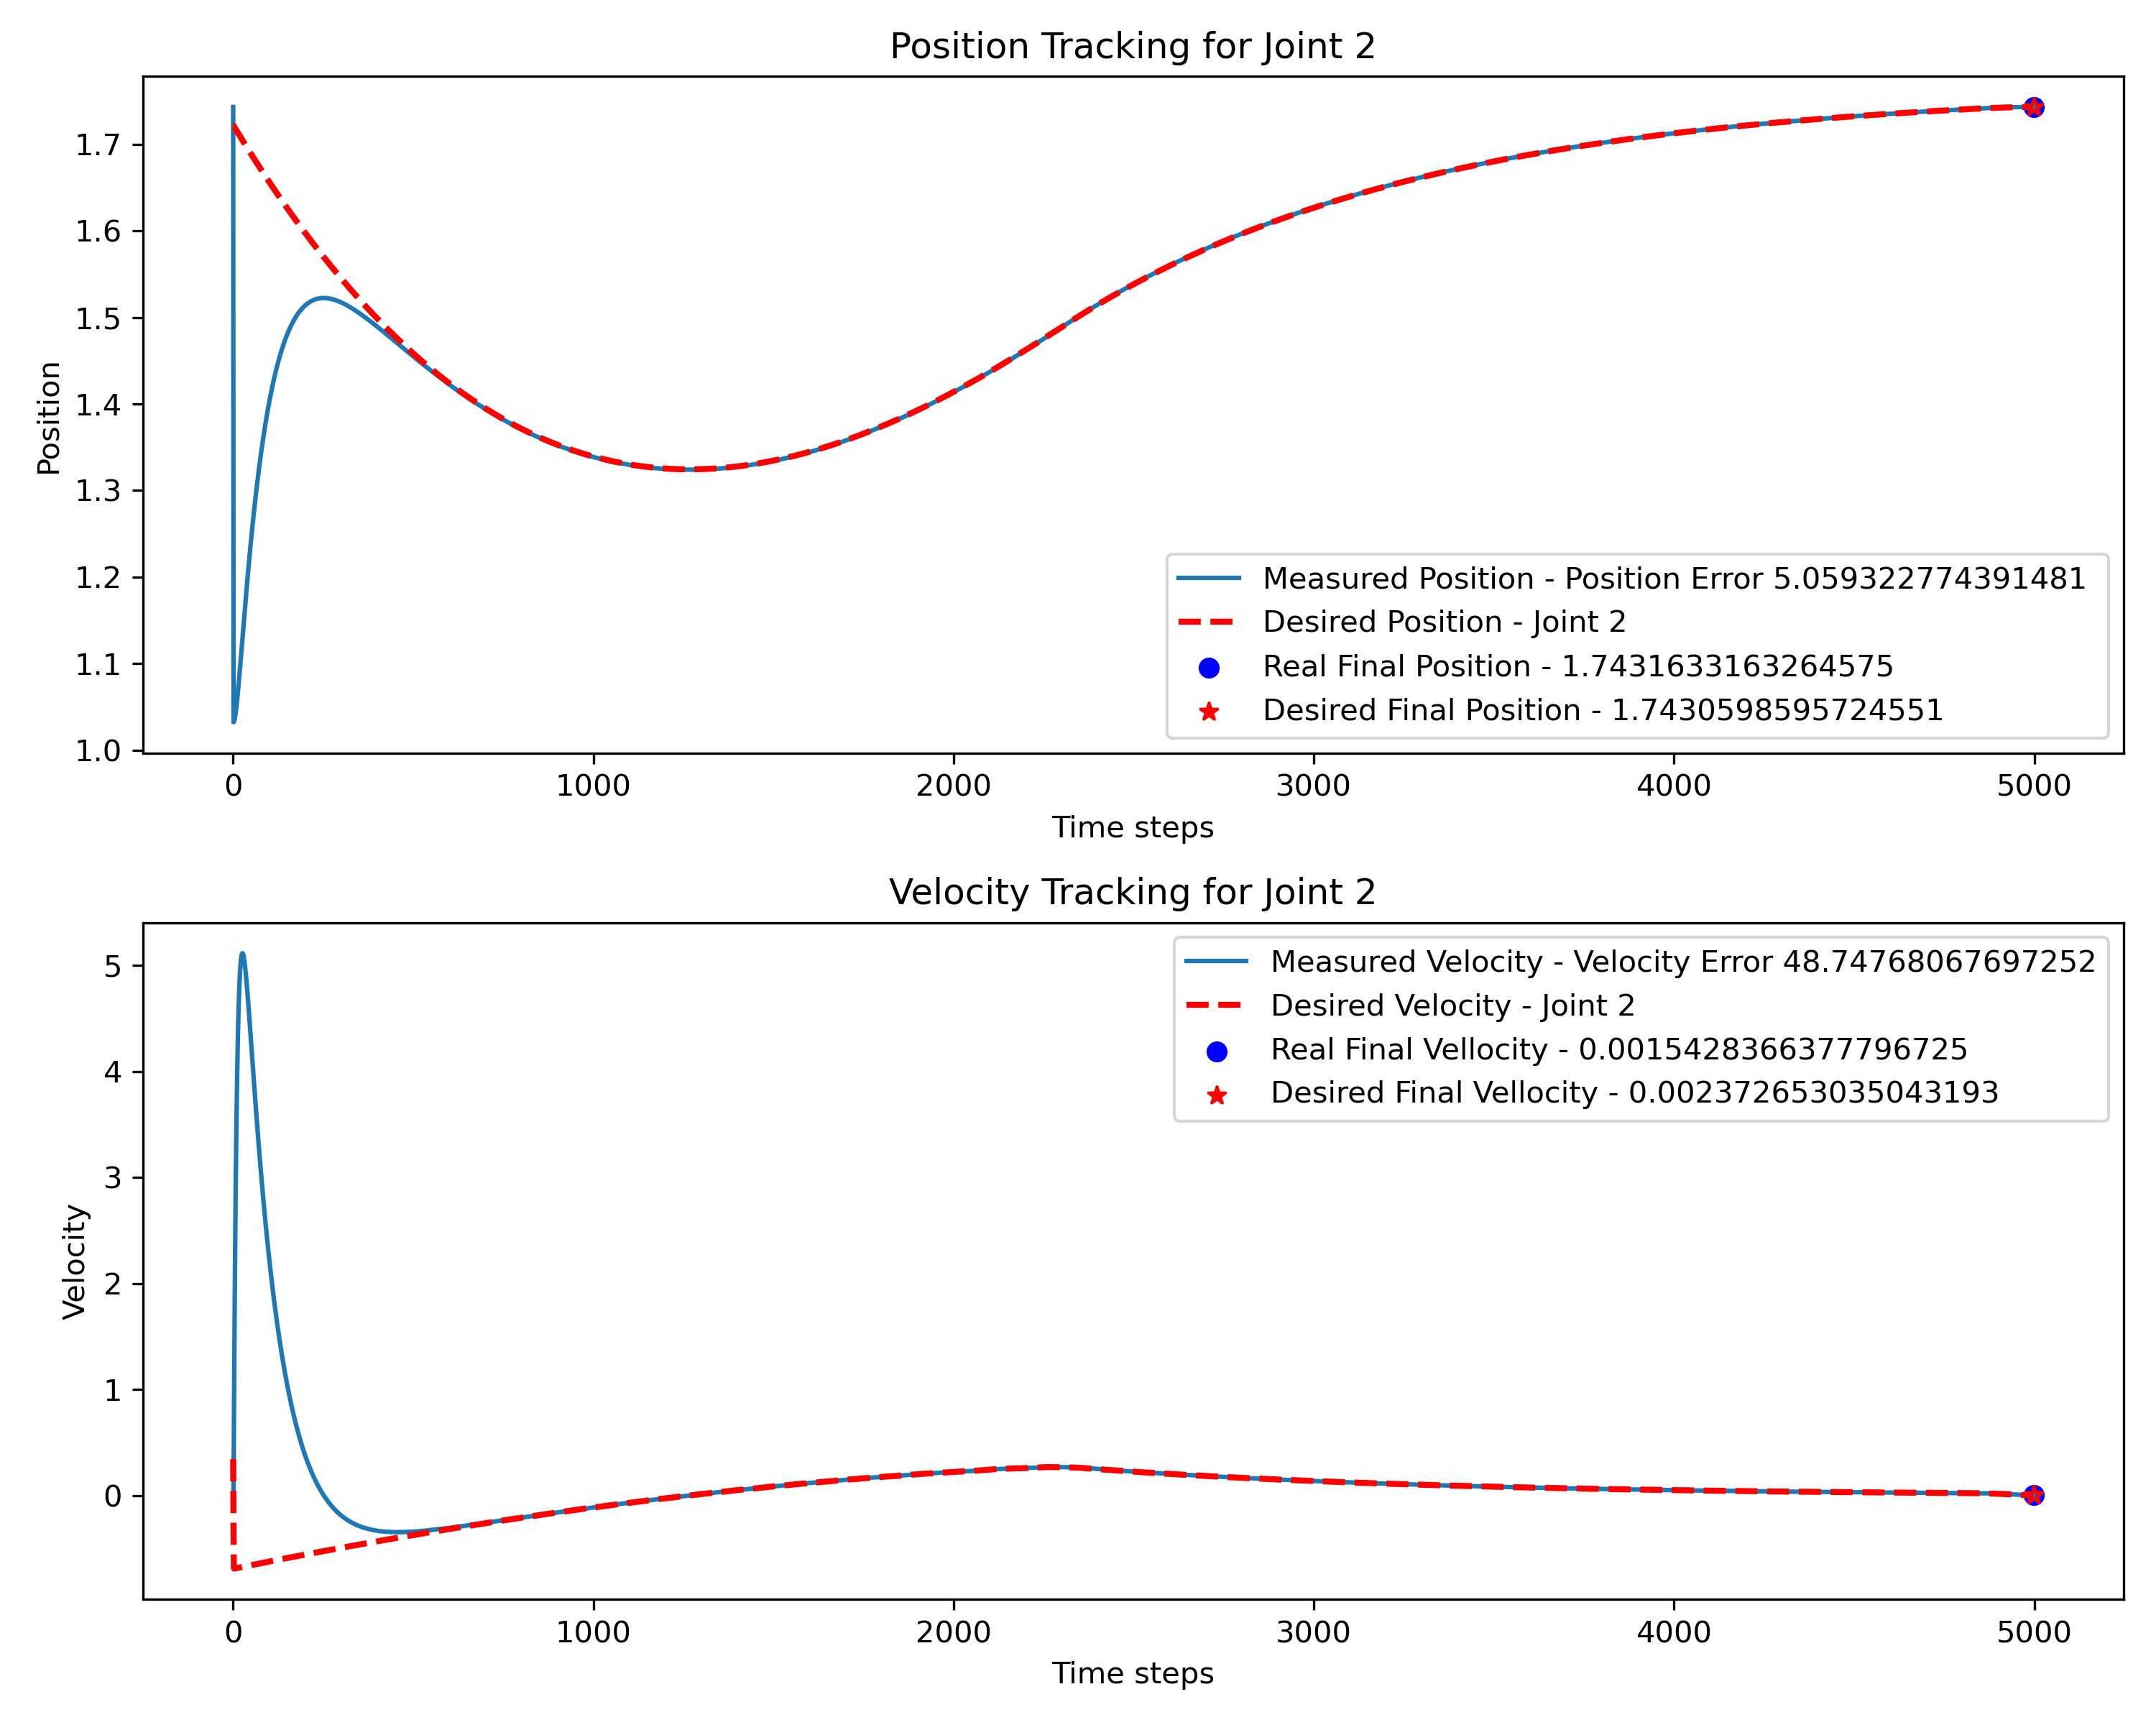 Position Tracking for Joint 2
Position
1.7
1.6
1.5
1.4
1.3
1.2
1.1
1.0
Measured Position - Position Error 5.059322774391481
Desired Position - Joint 2
Real Final Position - 1.7431633163264575
Desired Final Position - 1.7430598595724551
0 1000 2000 3000 4000 5000
Time steps
Velocity Tracking for Joint 2
Velocity
5
4
3
2
1
0
Measured Velocity - Velocity Error 48.74768067697252
Desired Velocity - Joint 2
Real Final Vellocity - 0.0015428366377796725
Desired Final Vellocity - 0.002372653035043193
0 1000 2000 3000 4000 5000
Time steps